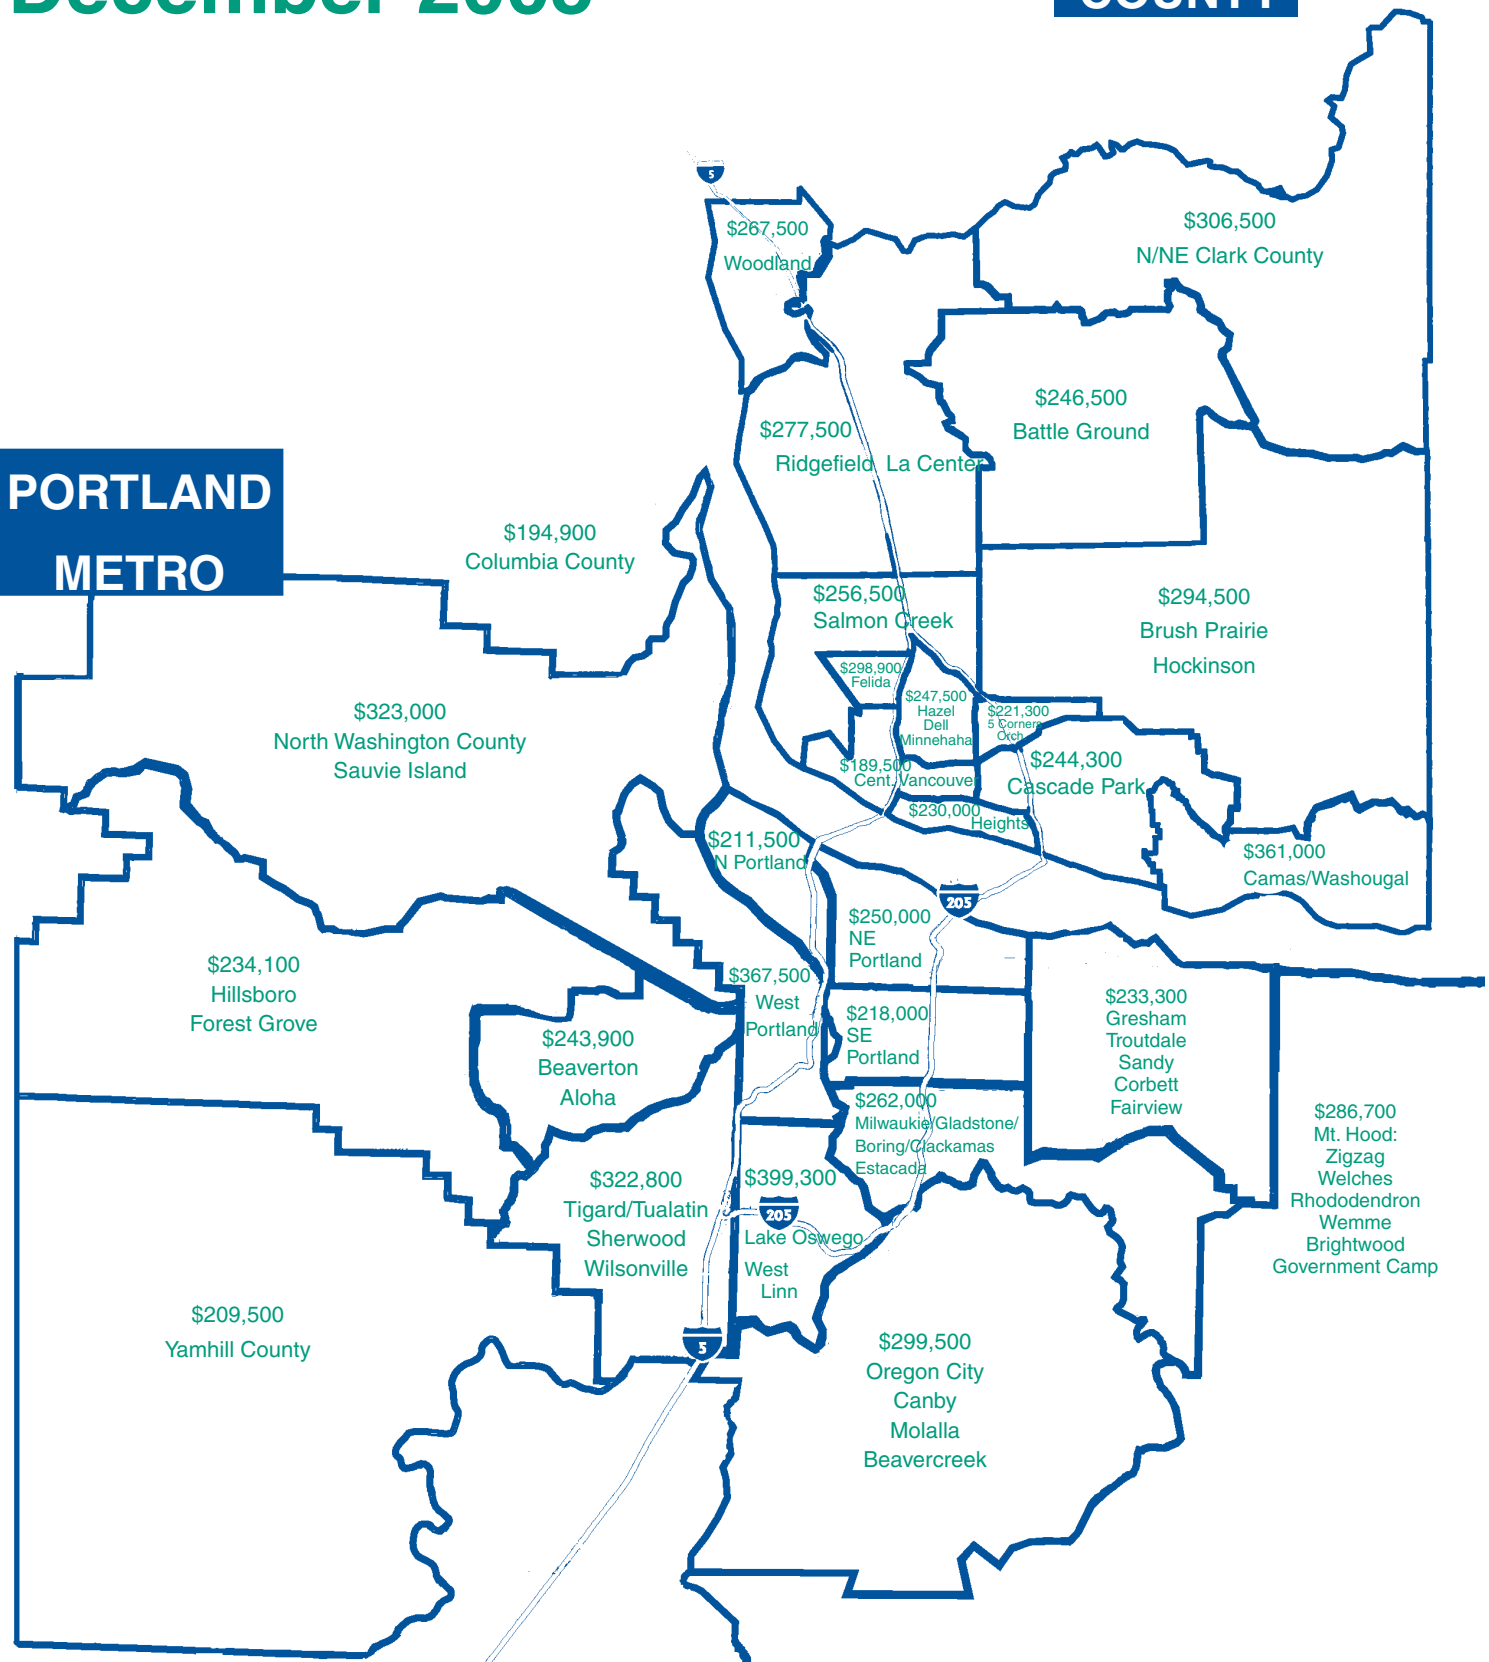 5
$267,500
Woodland
$306,500
N/NE Clark County
$246,500
Battle Ground
$277,500
Ridgefield La Center
PORTLAND
METRO
$194,900
Columbia County
$256,500
Salmon Creek
$294,500
Brush Prairie
Hockinson
$298,900
Felida
$247,500
Hazel
Dell
Minnehaha
$221,300
5 Corners
Orch
$323,000
North Washington County
Sauvie Island
$189,500
Cent. Vancouver
$244,300
Cascade Park
$230,000
Heights
$211,500
N Portland
$361,000
Camas/Washougal
205
$250,000
NE
Portland
$234,100
Hillsboro
Forest Grove
$367,500
West
Portland
$218,000
SE
Portland
$233,300
Gresham
Troutdale
Sandy
Corbett
Fairview
$243,900
Beaverton
Aloha
$262,000
Milwaukie/Gladstone/
Boring/Clackamas
Estacada
$286,700
Mt. Hood:
Zigzag
Welches
Rhododendron
Wemme
Brightwood
Government Camp
$322,800
Tigard/Tualatin
Sherwood
Wilsonville
$399,300
205
Lake Oswego
West
Linn
$209,500
Yamhill County
5
$299,500
Oregon City
Canby
Molalla
Beavercreek